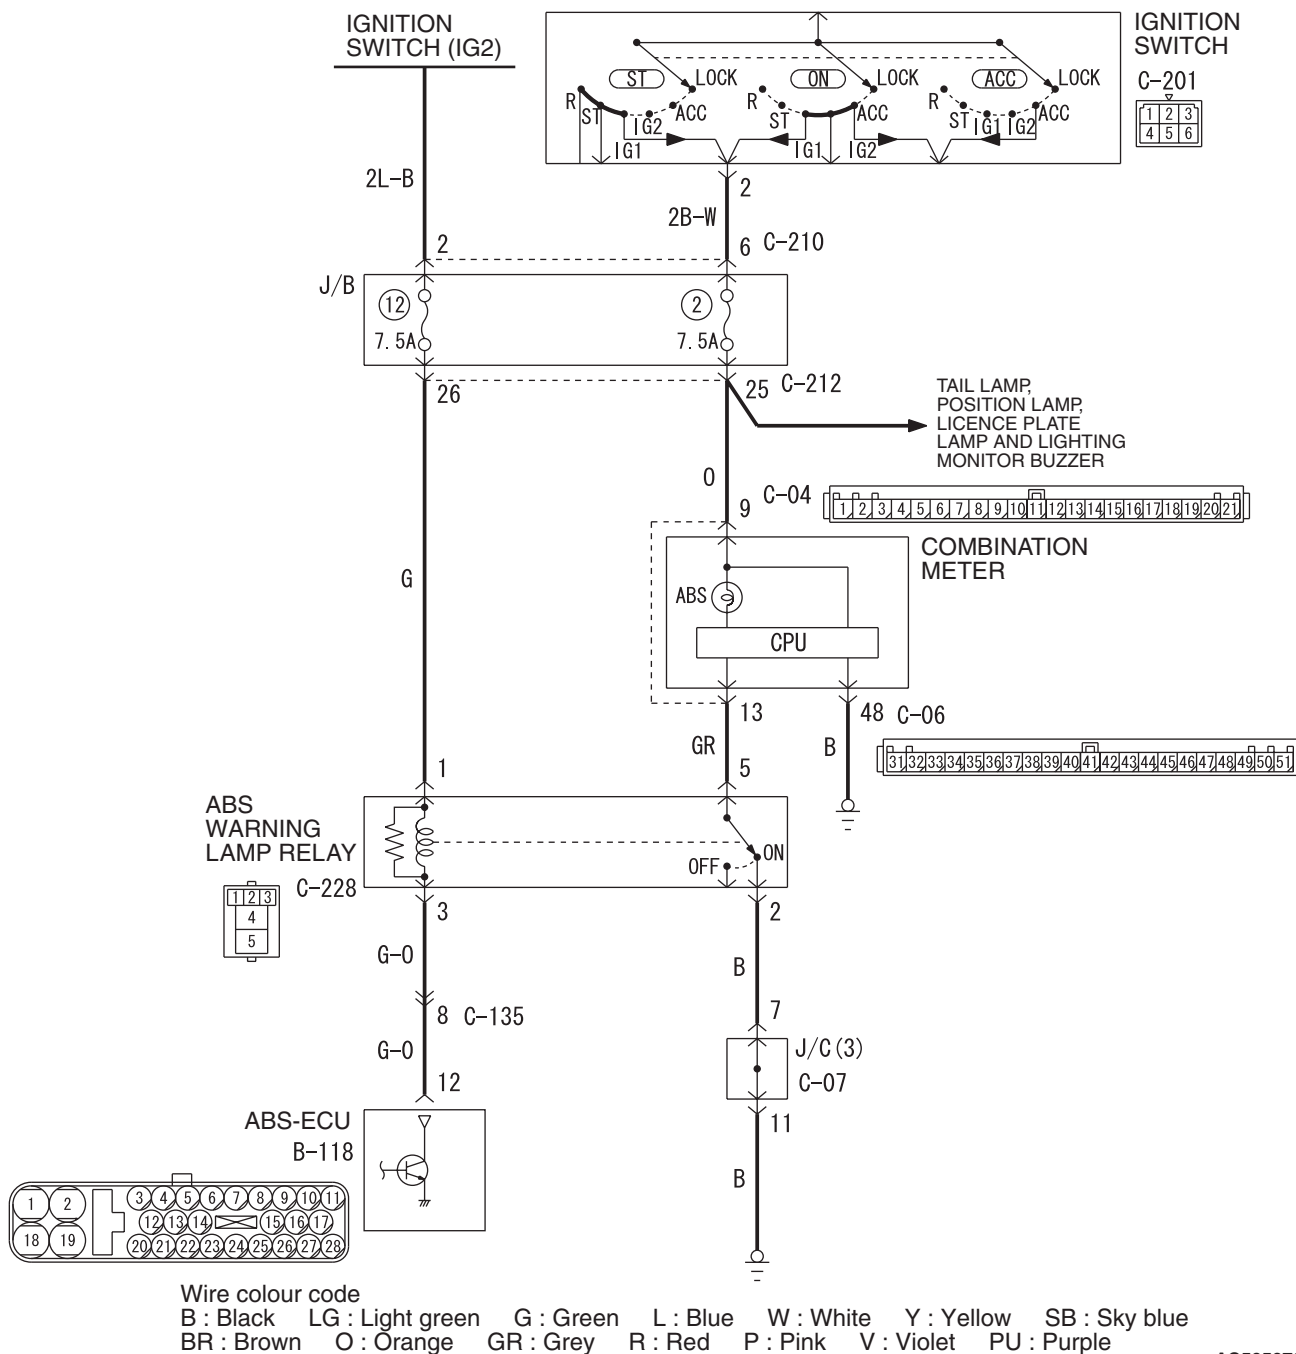 IGNITION
SWITCH (IG2)
IGNITION
SWITCH
C-201
1 2 3
4 5 6
ST LOCK ON LOCK ACC LOCK
R ST IG1 IG2 ACC
R ST IG1 IG2 ACC
R ST IG1 IG2 ACC
2L-B
2
2B-W
2
6 C-210
J/B
12
7.5A
2
7.5A
26
25 C-212
TAIL LAMP,
POSITION LAMP,
LICENCE PLATE
LAMP AND LIGHTING
MONITOR BUZZER
O
9
C-04
1 2 3 4 5 6 7 8 9 10 11 12 13 14 15 16 17 18 19 20 21
COMBINATION
METER
G
ABS
CPU
13
48 C-06
GR
B
31 32 33 34 35 36 37 38 39 40 41 42 43 44 45 46 47 48 49 50 51
1
5
ABS
WARNING
LAMP RELAY
OFF
ON
C-228
1 2 3
4
5
3
2
G-O
B
8 C-135
7
G-O
J/C (3)
C-07
12
11
ABS-ECU
B-118
B
1 2 3 4 5 6 7 8 9 10 11
12 13 14 15 16 17
18 19 20 21 22 23 24 25 26 27 28
Wire colour code
B : Black LG : Light green G : Green L : Blue W : White Y : Yellow SB : Sky blue
BR : Brown O : Orange GR : Grey R : Red P : Pink V : Violet PU : Purple